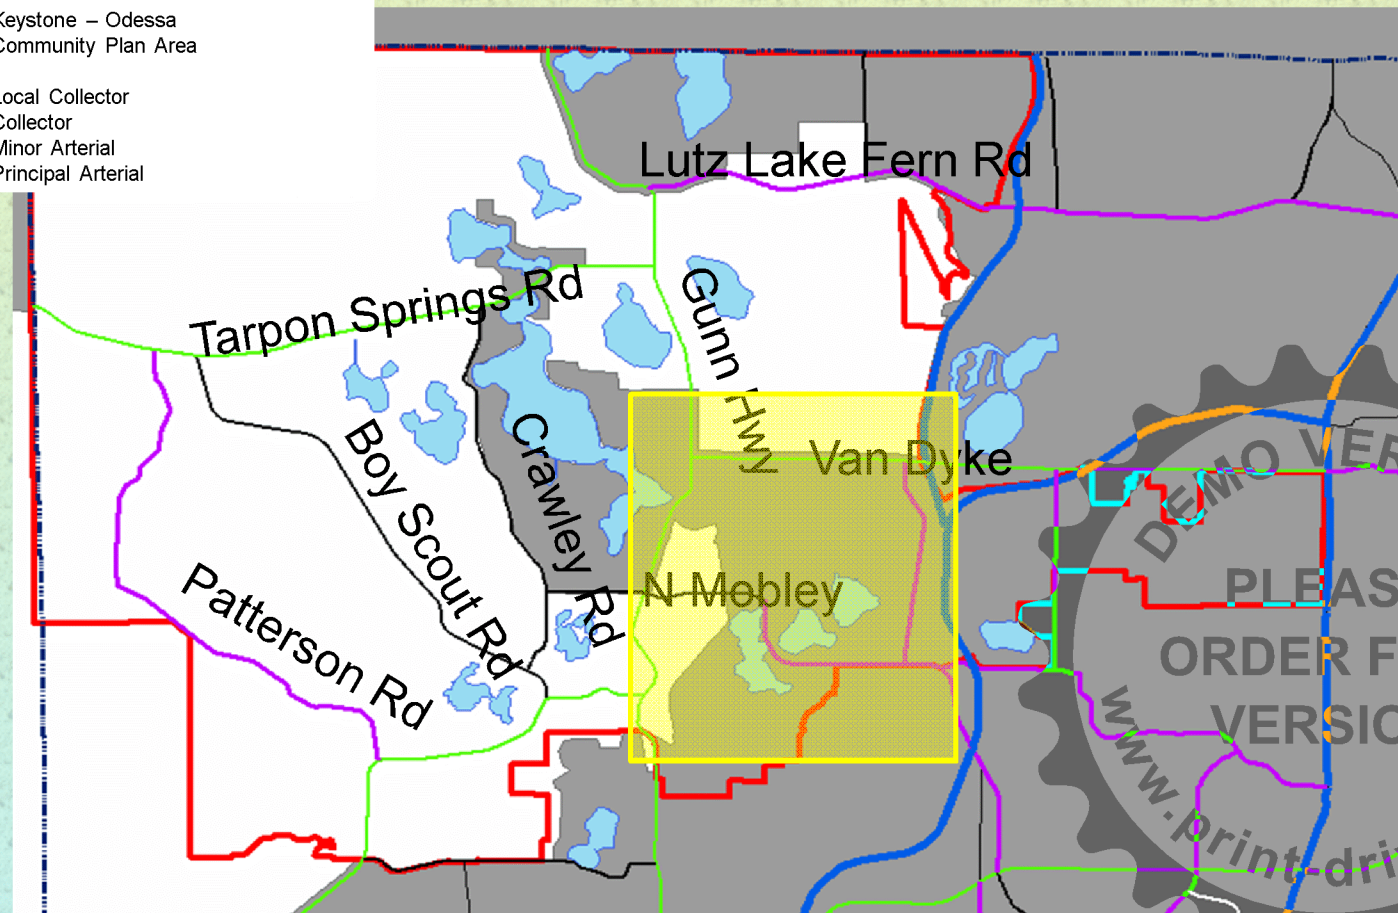 Keystone – Odessa
Community Plan Area
Local Collector
Collector
Minor Arterial
Principal Arterial
Lutz Lake Fern Rd
Tarpon Springs Rd
Gunn Hwy
Van Dyke
Crawley Rd
Boy Scout Rd
N Mobley
Patterson Rd
DEMO VER
PLEAS
ORDER F
VERSIO
www.print-dri